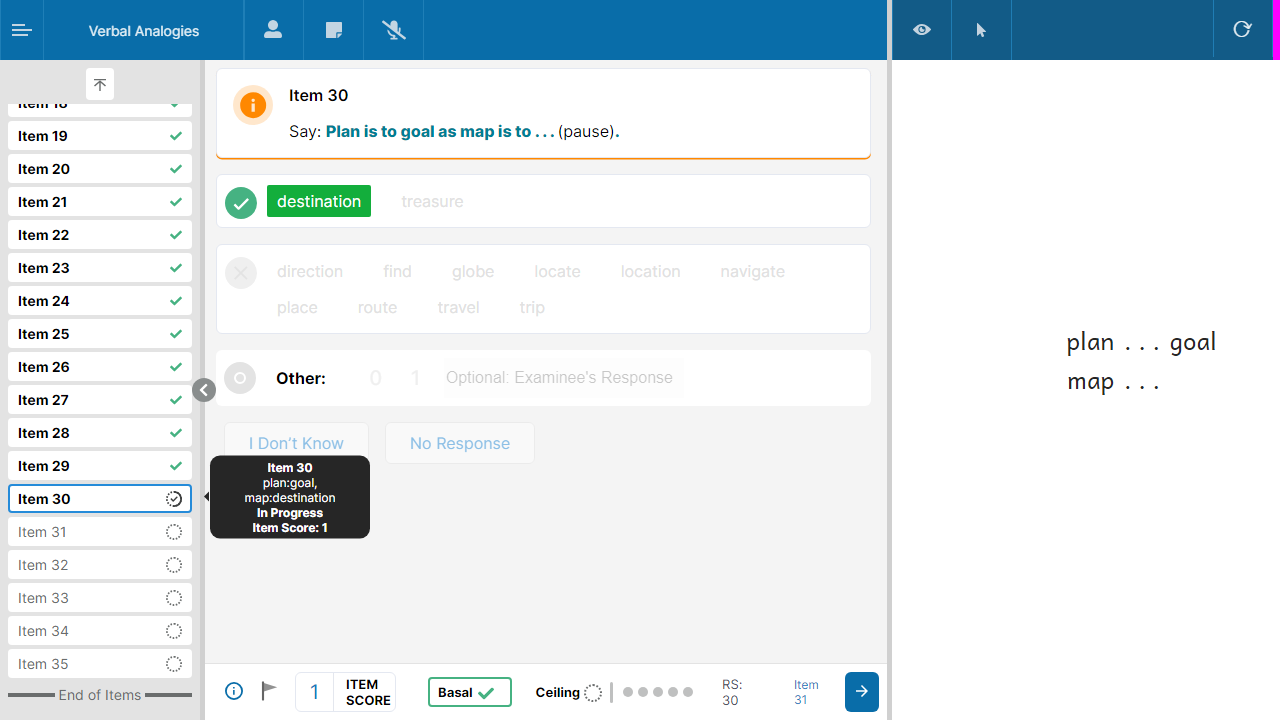 Verbal Analogies
Item 18
Item 19
Item 20
Item 21
Item 22
Item 23
Item 24
Item 25
Item 26
Item 27
Item 28
Item 29
Item 30
Item 31
Item 32
Item 33
Item 34
Item 35
End of Items
Item 30
Say: Plan is to goal as map is to . . . (pause).
destination treasure
direction find globe locate location navigate
place route travel trip
Other: 0 1 Optional: Examinee's Response
I Don't Know No Response
Item 30
plan:goal,
map:destination
In Progress
Item Score: 1
1 ITEM
SCORE
Basal
Ceiling
RS:
30
Item
31
plan . . . goal
map . . .